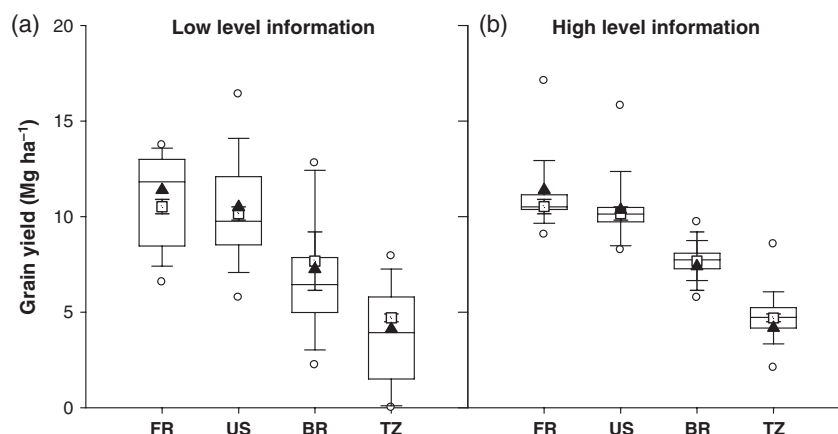 (a)
Low level information
(b)
High level information
20
15
10
5
0
Grain yield (Mg ha⁻¹)
FR US BR TZ
FR US BR TZ